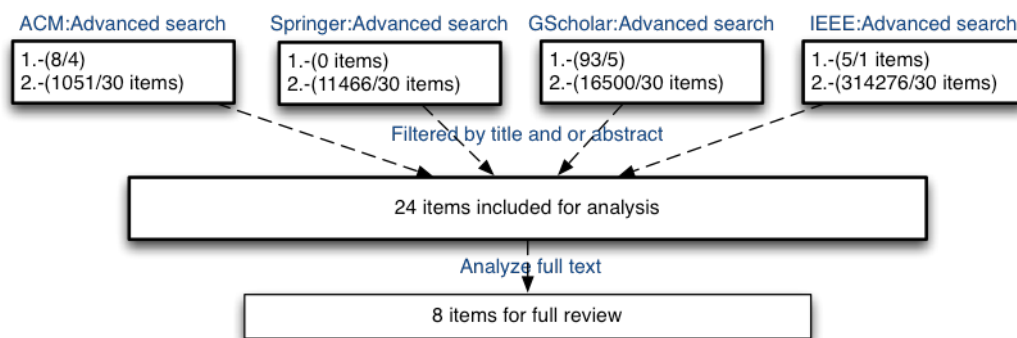 ACM:Advanced search
Springer:Advanced search
GScholar:Advanced search
IEEE:Advanced search
1.-(8/4)
2.-(1051/30 items)
1.-(0 items)
2.-(11466/30 items)
1.-(93/5)
2.-(16500/30 items)
1.-(5/1 items)
2.-(314276/30 items)
Filtered by title and or abstract
24 items included for analysis
Analyze full text
8 items for full review